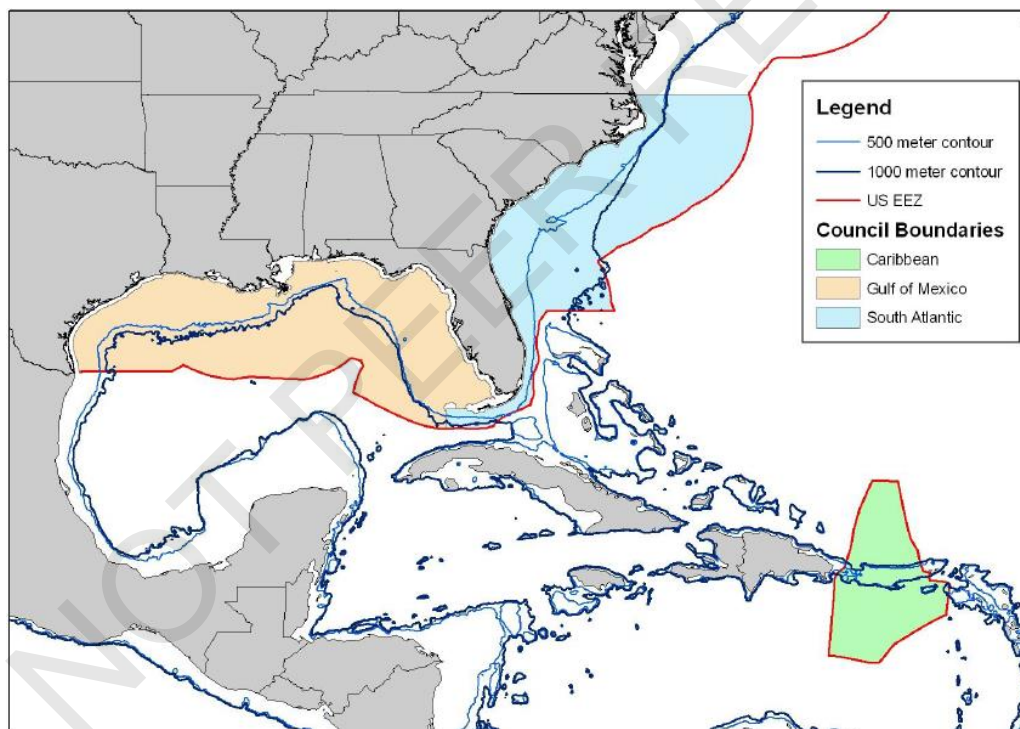 Legend
500 meter contour
1000 meter contour
US EEZ
Council Boundaries
Caribbean
Gulf of Mexico
South Atlantic
NOT PEER RE